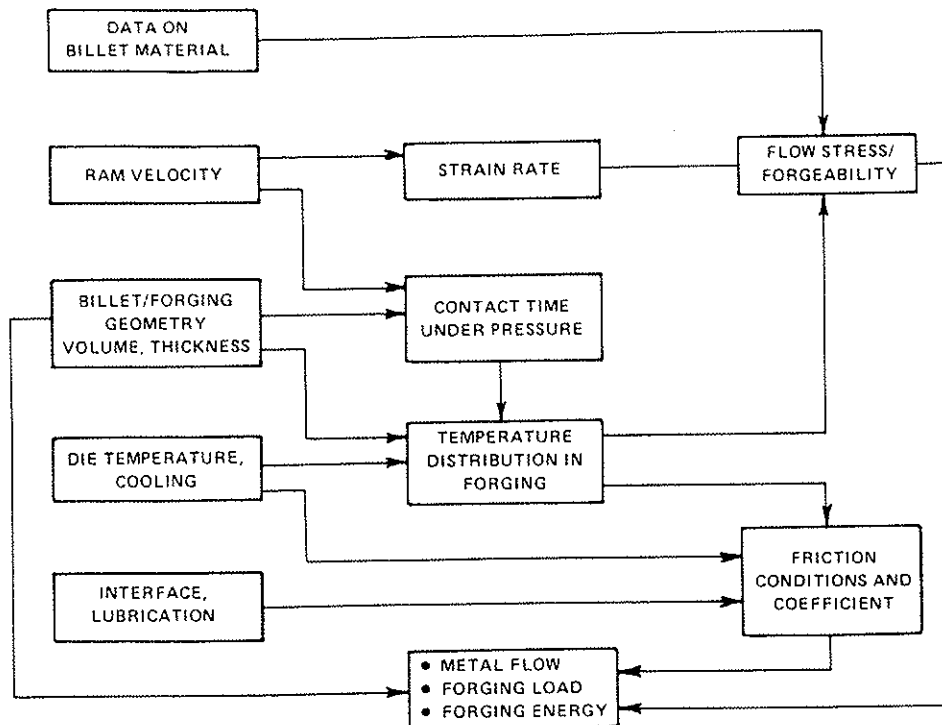 DATA ON
BILLET MATERIAL
RAM VELOCITY
STRAIN RATE
FLOW STRESS/
FORGEABILITY
BILLET/FORGING
GEOMETRY
VOLUME, THICKNESS
CONTACT TIME
UNDER PRESSURE
DIE TEMPERATURE,
COOLING
TEMPERATURE
DISTRIBUTION IN
FORGING
INTERFACE,
LUBRICATION
FRICTION
CONDITIONS AND
COEFFICIENT
• METAL FLOW
• FORGING LOAD
• FORGING ENERGY